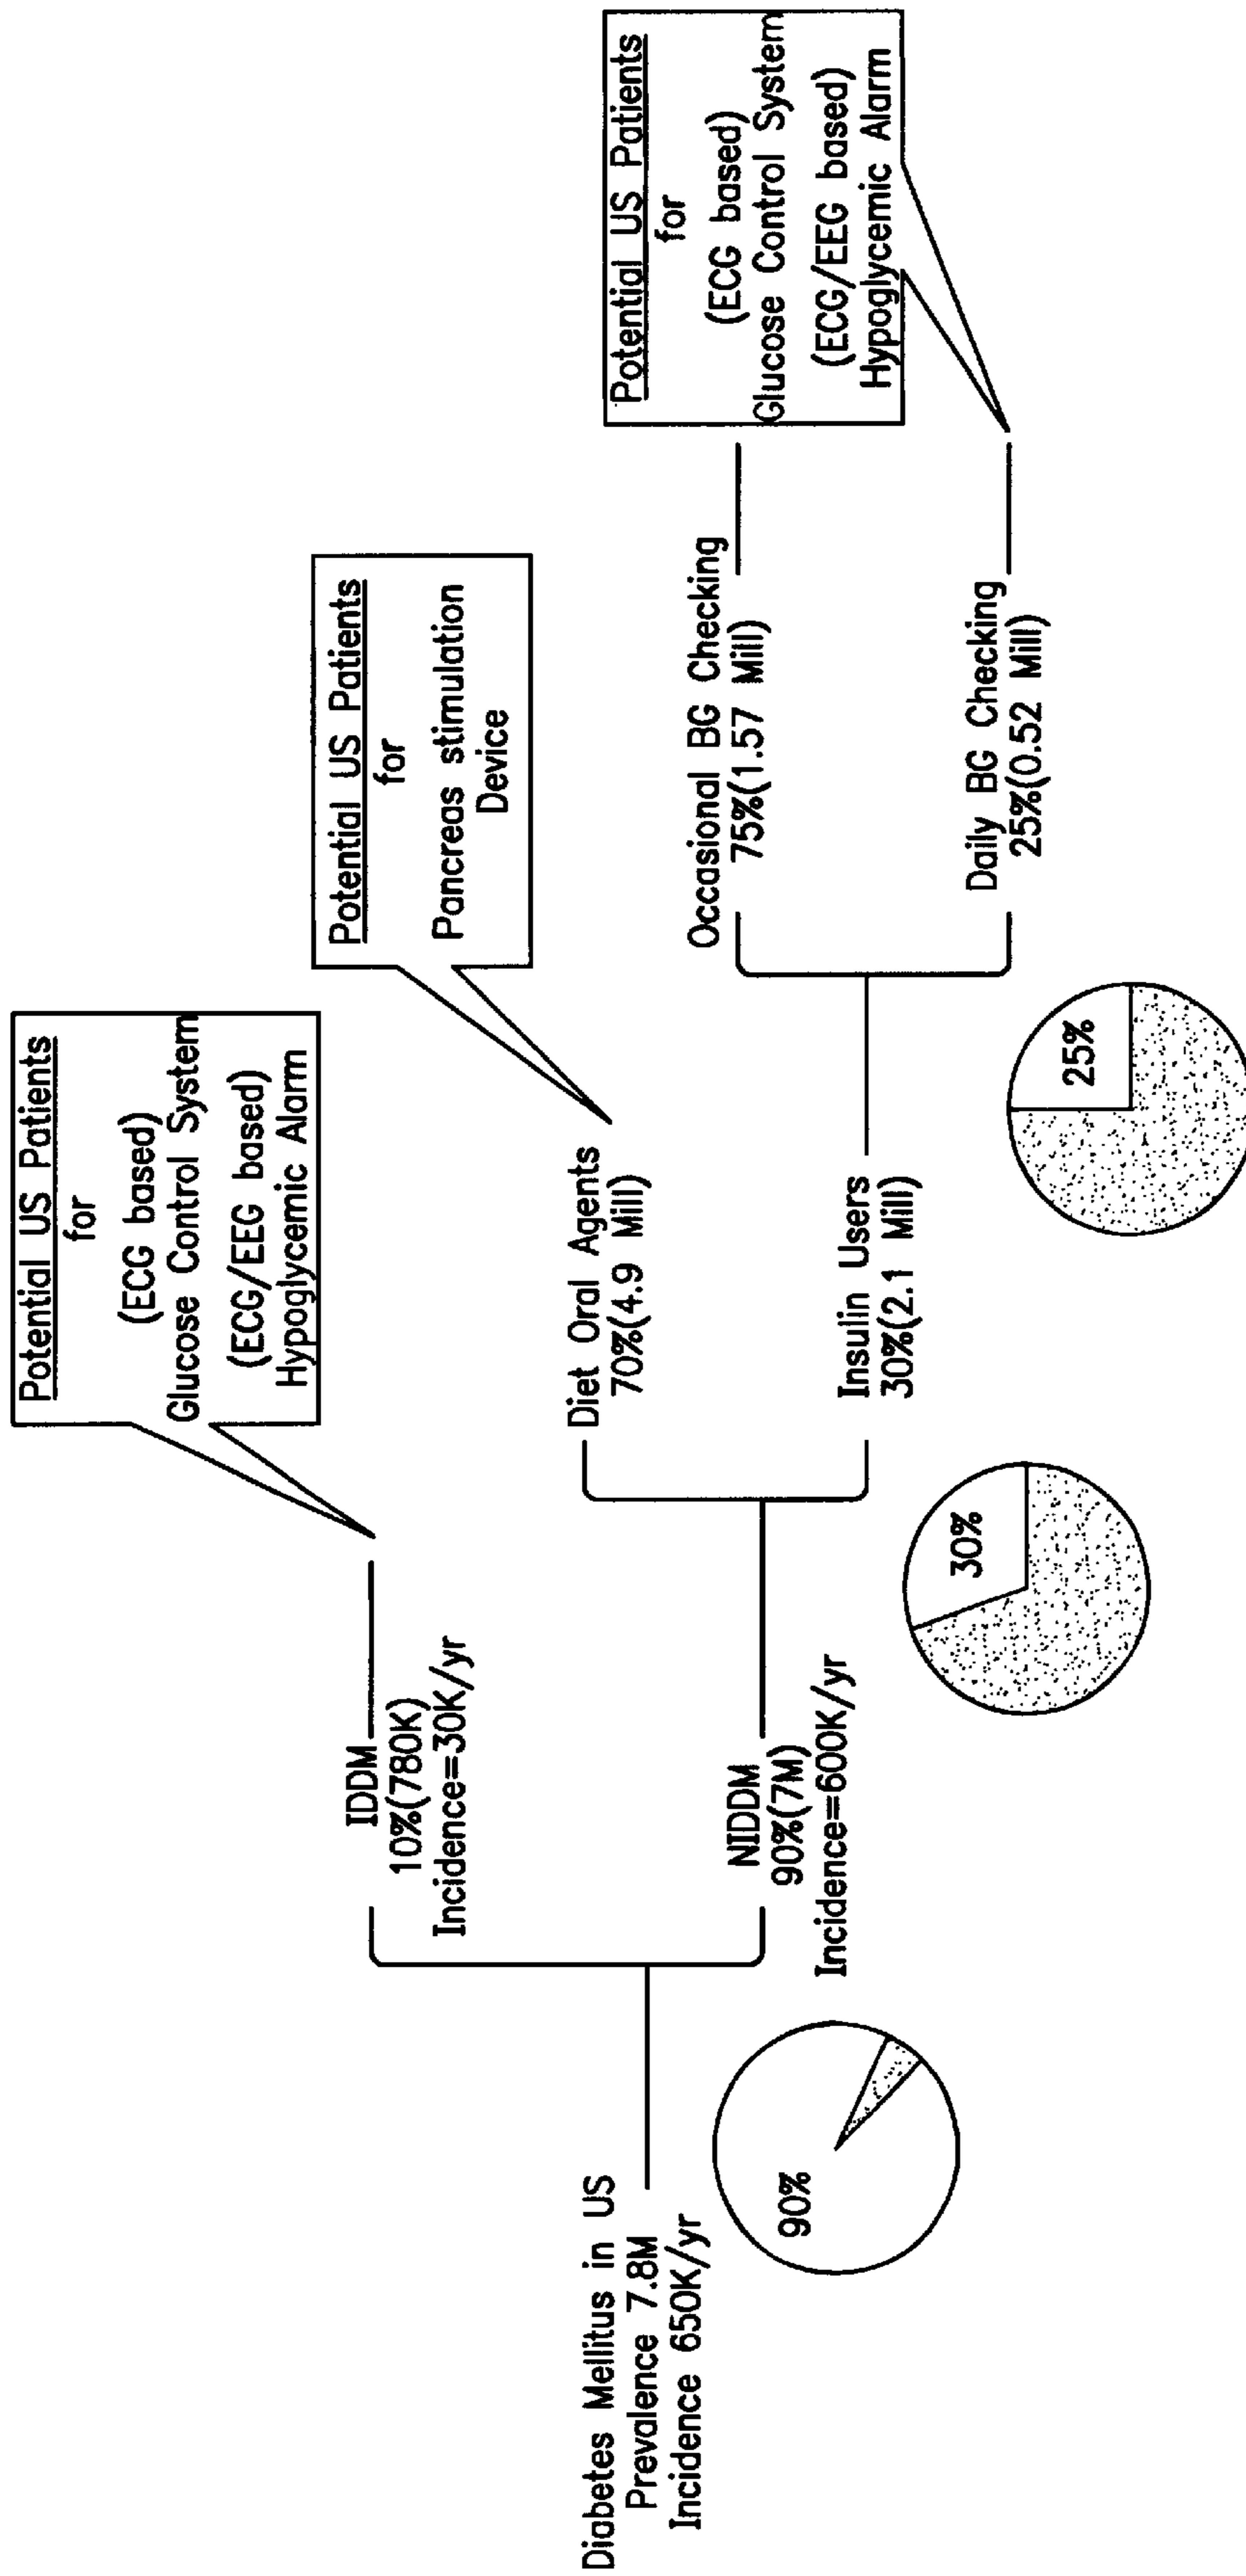 Diabetes Mellitus in US
Prevalence 7.8M
Incidence 650K/yr
90%
IDDM
10%(780K)
Incidence=30K/yr
NIDDM
90%(7M)
Incidence=600K/yr
30%
Potential US Patients
for
(ECG based)
Glucose Control System
(ECG/EEG based)
Hypoglycemic Alarm
Diet Oral Agents
70%(4.9 Mill)
Insulin Users
30%(2.1 Mill)
25%
Potential US Patients
for
Pancreas stimulation
Device
Occasional BG Checking
75%(1.57 Mill)
Daily BG Checking
25%(0.52 Mill)
Potential US Patients
for
(ECG based)
Glucose Control System
(ECG/EEG based)
Hypoglycemic Alarm